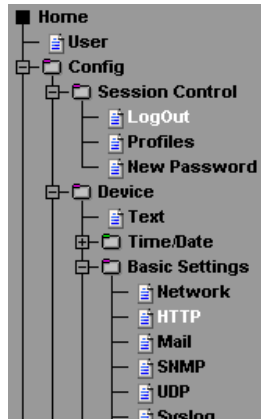 Home
User
Config
Session Control
LogOut
Profiles
New Password
Device
Text
Time/Date
Basic Settings
Network
HTTP
Mail
SNMP
UDP
Syslog